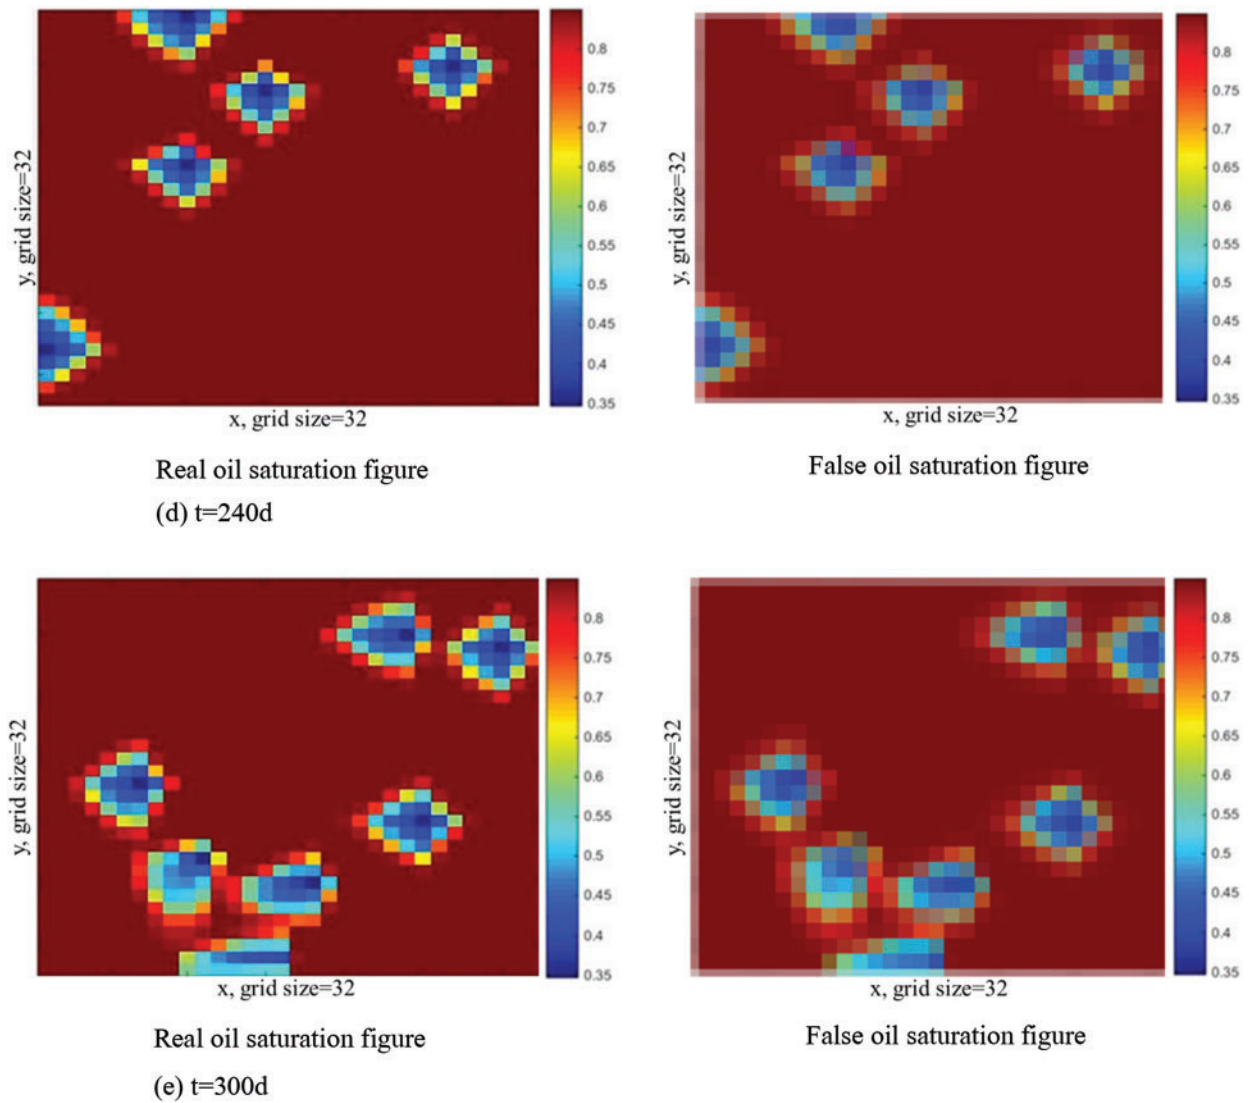 y, grid size=32
0.8
0.75
0.7
0.65
0.6
0.55
0.5
0.45
0.4
0.35
x, grid size=32
Real oil saturation figure
y, grid size=32
0.8
0.75
0.7
0.65
0.6
0.55
0.5
0.45
0.4
0.35
x, grid size=32
False oil saturation figure
(d) t=240d
y, grid size=32
0.8
0.75
0.7
0.65
0.6
0.55
0.5
0.45
0.4
0.35
x, grid size=32
Real oil saturation figure
y, grid size=32
0.8
0.75
0.7
0.65
0.6
0.55
0.5
0.45
0.4
0.35
x, grid size=32
False oil saturation figure
(e) t=300d